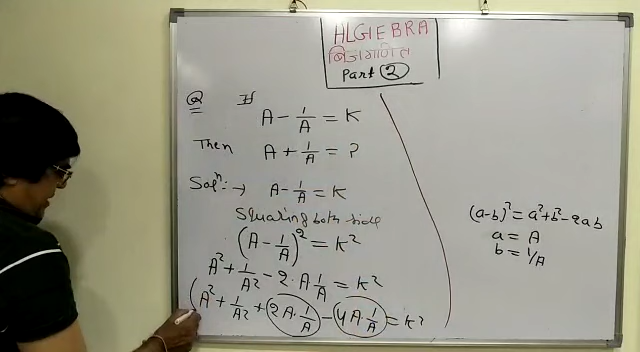 ALGIEBRA
बिजगणित
Part 2
Q If
A - 1/A = K
Then A + 1/A = ?
Solⁿ: → A - 1/A = K
Squaring both side
(A - 1/A)² = K²
A² + 1/A² - 2·A 1/A = K²
(A² + 1/A² + 2A·1/A - 4A·1/A = K²
(a-b)² = a² + b² - 2ab
a = A
b = 1/A